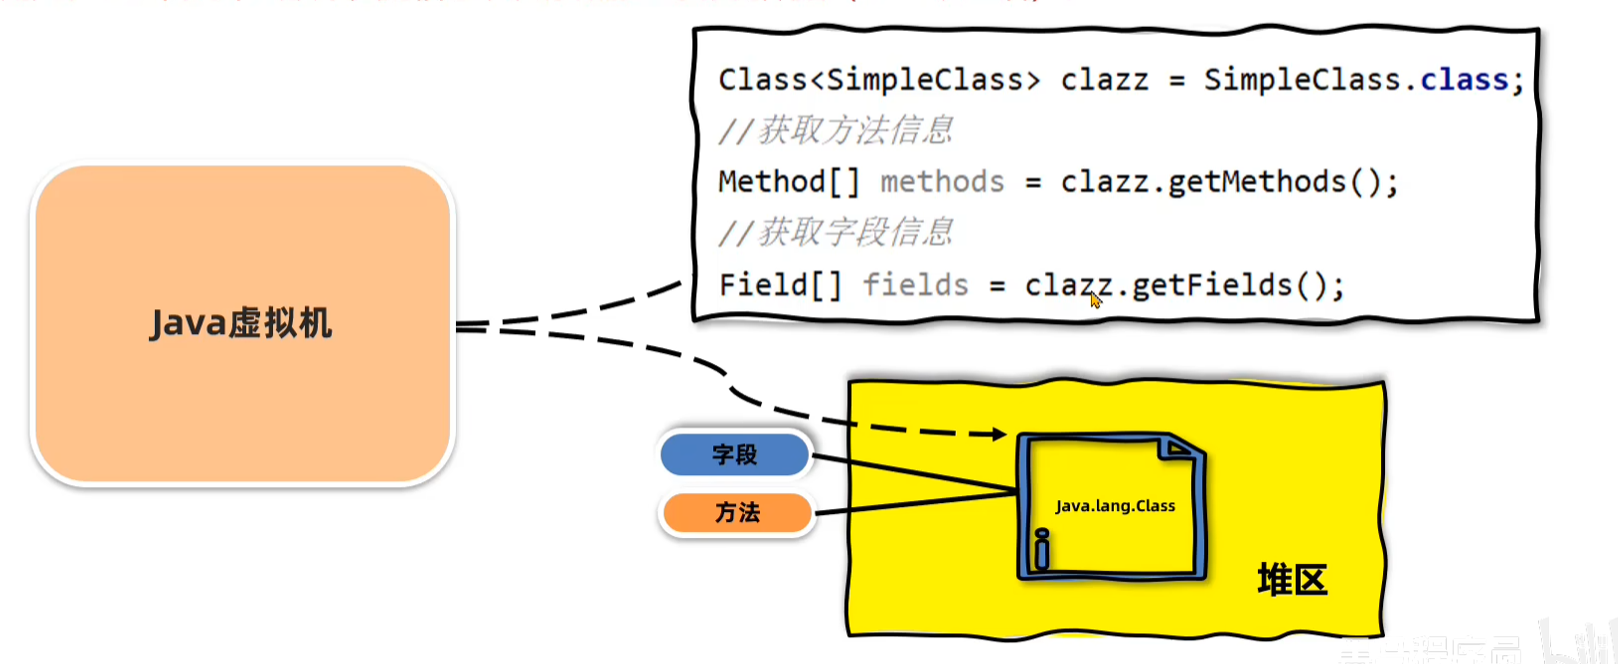 Class<SimpleClass> clazz = SimpleClass.class;
//获取方法信息
Method[] methods = clazz.getMethods();
//获取字段信息
Field[] fields = clazz.getFields();
Java虚拟机
字段
方法
Java.lang.Class
堆区